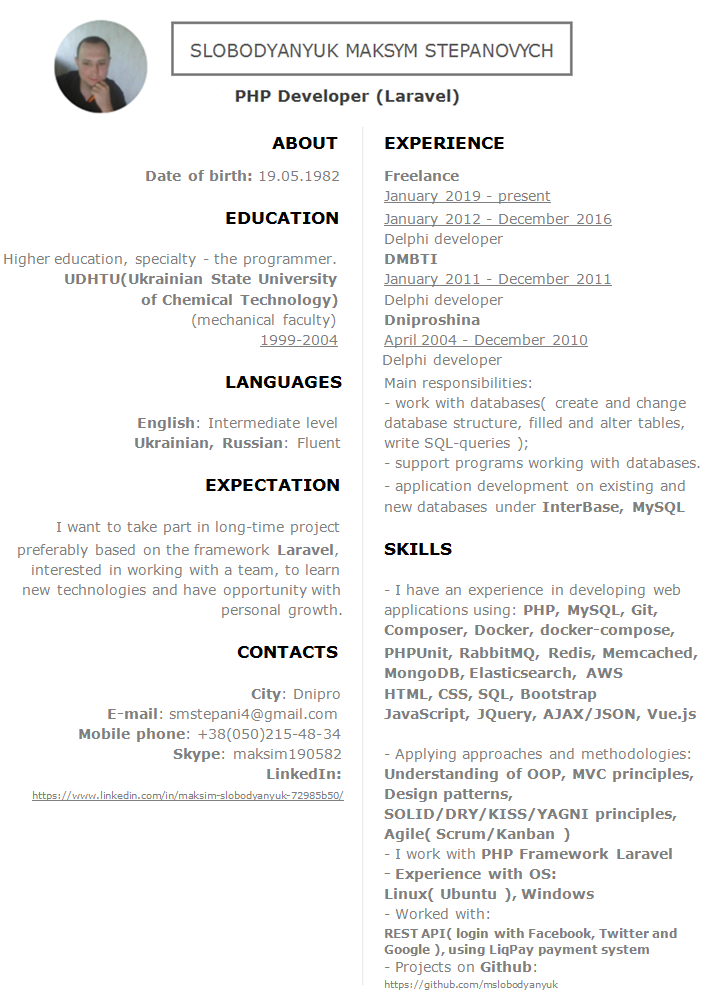 SLOBODYANYUK MAKSYM STEPANOVYCH
PHP Developer (Laravel)
ABOUT
Date of birth: 19.05.1982
EDUCATION
Higher education, specialty - the programmer.
UDHTU(Ukrainian State University
of Chemical Technology)
(mechanical faculty)
1999-2004
LANGUAGES
English: Intermediate level
Ukrainian, Russian: Fluent
EXPECTATION
I want to take part in long-time project
preferably based on the framework Laravel,
interested in working with a team, to learn
new technologies and have opportunity with
personal growth.
CONTACTS
City: Dnipro
E-mail: smstepani4@gmail.com
Mobile phone: +38(050)215-48-34
Skype: maksim190582
LinkedIn:
https://www.linkedin.com/in/maksim-slobodyanyuk-72985b50/
EXPERIENCE
Freelance
January 2019 - present
January 2012 - December 2016
Delphi developer
DMBTI
January 2011 - December 2011
Delphi developer
Dniproshina
April 2004 - December 2010
Delphi developer
Main responsibilities:
- work with databases( create and change
database structure, filled and alter tables,
write SQL-queries );
- support programs working with databases.
- application development on existing and
new databases under InterBase, MySQL
SKILLS
- I have an experience in developing web
applications using: PHP, MySQL, Git,
Composer, Docker, docker-compose,
PHPUnit, RabbitMQ, Redis, Memcached,
MongoDB, Elasticsearch, AWS
HTML, CSS, SQL, Bootstrap
JavaScript, JQuery, AJAX/JSON, Vue.js
- Applying approaches and methodologies:
Understanding of OOP, MVC principles,
Design patterns,
SOLID/DRY/KISS/YAGNI principles,
Agile( Scrum/Kanban )
- I work with PHP Framework Laravel
- Experience with OS:
Linux( Ubuntu ), Windows
- Worked with:
REST API( login with Facebook, Twitter and
Google ), using LiqPay payment system
- Projects on Github:
https://github.com/mslobodyanyuk